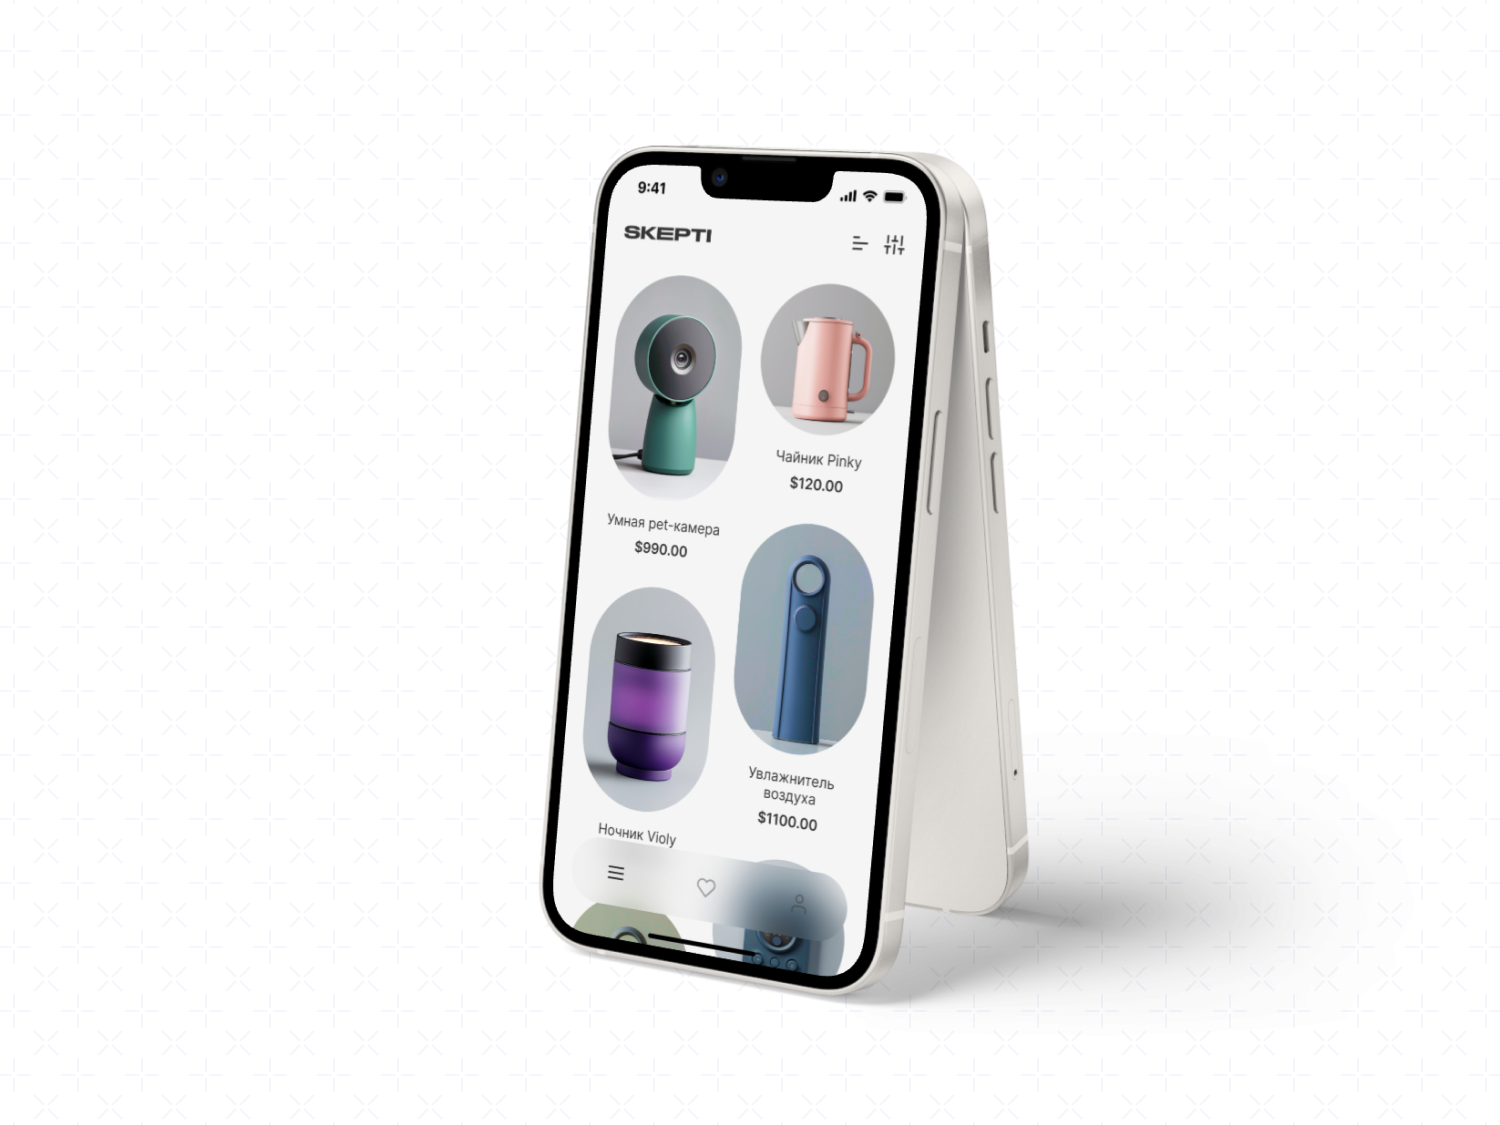 9:41
SKEPTI
Чайник Pinky
$120.00
Умная pet-камера
$990.00
Увлажнитель
воздуха
$1100.00
Ночник Violy